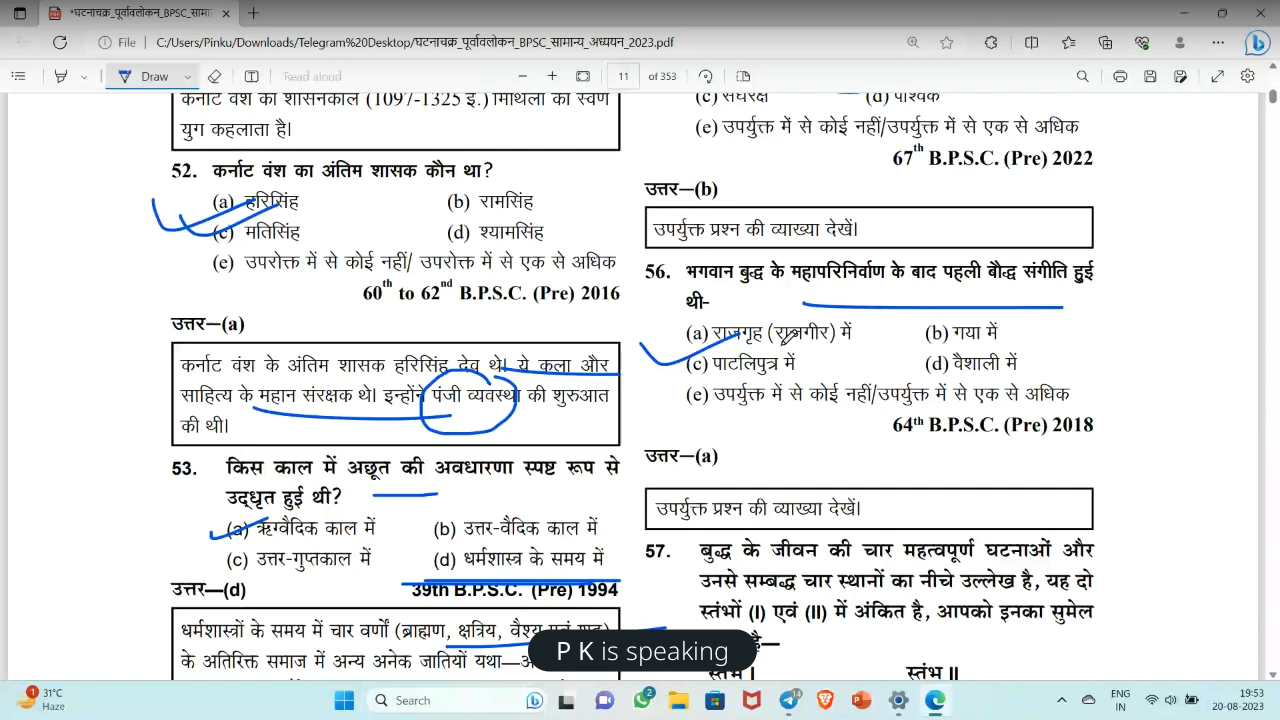 *घटनाचक्र_पूर्वावलोकन_BPSC_सामा
File
C:/Users/Pinku/Downloads/Telegram%20Desktop/घटनाचक्र_पूर्वावलोकन_BPSC_सामान्य_अध्ययन_2023.pdf
Draw
Read aloud
11 of 353
कर्नाट वंश का शासनकाल (1097-1325 इ.) मिथिला का स्वर्ण
युग कहलाता है।
52. कर्नाट वंश का अंतिम शासक कौन था?
(a) हरिसिंह (b) रामसिंह
(c) मतिसिंह (d) श्यामसिंह
(e) उपरोक्त में से कोई नहीं/ उपरोक्त में से एक से अधिक
60th to 62nd B.P.S.C. (Pre) 2016
उत्तर—(a)
कर्नाट वंश के अंतिम शासक हरिसिंह देव थे। ये कला और
साहित्य के महान संरक्षक थे। इन्होंने पंजी व्यवस्था की शुरुआत
की थी।
53. किस काल में अछूत की अवधारणा स्पष्ट रूप से
उद्धृत हुई थी?
(a) ऋग्वैदिक काल में (b) उत्तर-वैदिक काल में
(c) उत्तर-गुप्तकाल में (d) धर्मशास्त्र के समय में
39th B.P.S.C. (Pre) 1994
उत्तर—(d)
धर्मशास्त्रों के समय में चार वर्णों (ब्राह्मण, क्षत्रिय, वैश्य एवं शूद्र)
के अतिरिक्त समाज में अन्य अनेक जातियों यथा—
(c) संघरक्ष (d) पार्श्वक
(e) उपर्युक्त में से कोई नहीं/उपर्युक्त में से एक से अधिक
67th B.P.S.C. (Pre) 2022
उत्तर—(b)
उपर्युक्त प्रश्न की व्याख्या देखें।
56. भगवान बुद्ध के महापरिनिर्वाण के बाद पहली बौद्ध संगीति हुई
थी-
(a) राजगृह (राजगीर) में (b) गया में
(c) पाटलिपुत्र में (d) वैशाली में
(e) उपर्युक्त में से कोई नहीं/उपर्युक्त में से एक से अधिक
64th B.P.S.C. (Pre) 2018
उत्तर—(a)
उपर्युक्त प्रश्न की व्याख्या देखें।
57. बुद्ध के जीवन की चार महत्वपूर्ण घटनाओं और
उनसे सम्बद्ध चार स्थानों का नीचे उल्लेख है, यह दो
स्तंभों (I) एवं (II) में अंकित है, आपको इनका सुमेल
है—
स्तंभ I स्तंभ II
P K is speaking
1
31°C
Haze
Search
2
14
ENG
IN
19:53
20-08-2023